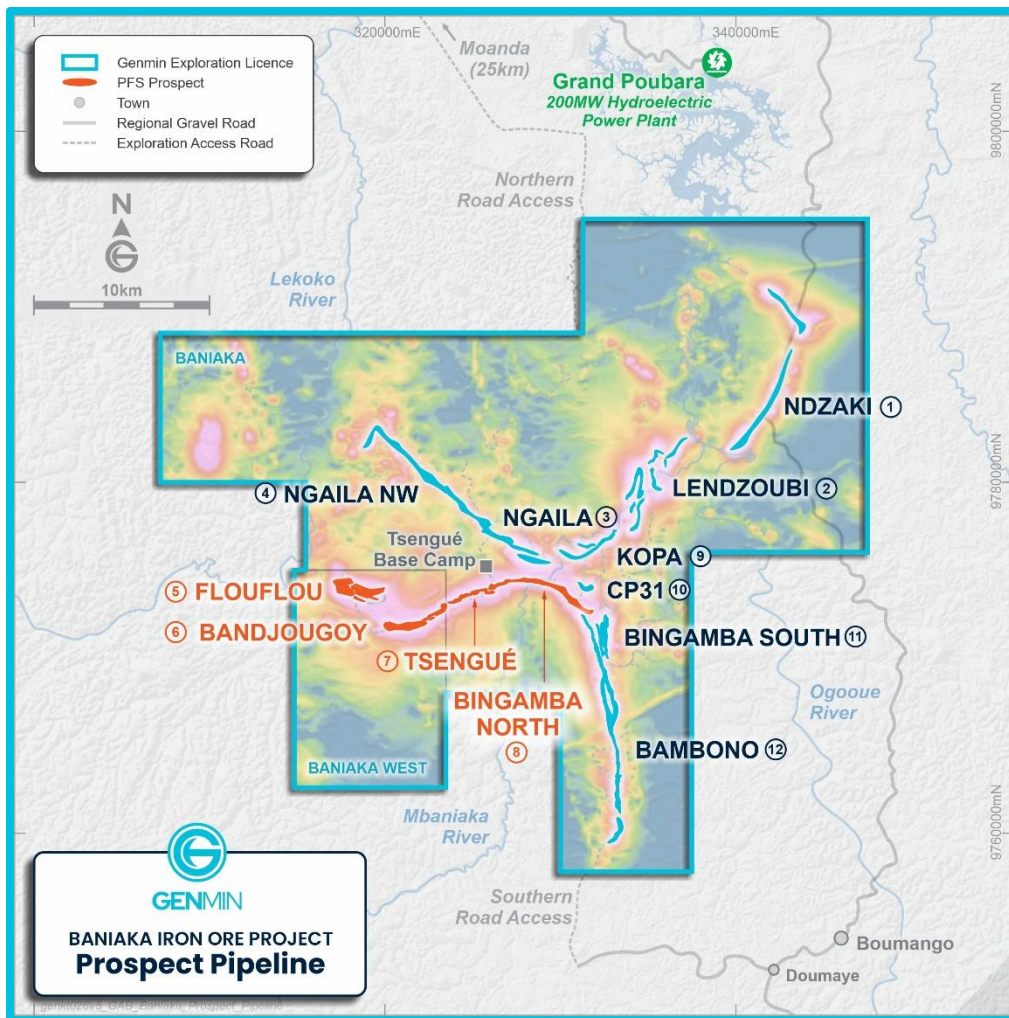 Genmin Exploration Licence
PFS Prospect
Town
Regional Gravel Road
Exploration Access Road
320000mE
340000mE
Moanda
(25km)
Grand Poubara
200MW Hydroelectric
Power Plant
9800000mN
N
10km
Northern
Road Access
Lekoko
River
BANIAKA
NDZAKI 1
9780000mN
4 NGAILA NW
LENDZOUBI 2
NGAILA 3
Tsengué
Base Camp
KOPA 9
5 FLOUFLOU
CP31 10
6 BANDJOUGOY
BINGAMBA SOUTH 11
7 TSENGUÉ
BINGAMBA
NORTH
8
Ogooue
River
BAMBONO 12
BANIAKA WEST
Mbaniaka
River
9760000mN
Southern
Road Access
Boumango
Doumaye
GENMIN
BANIAKA IRON ORE PROJECT
Prospect Pipeline